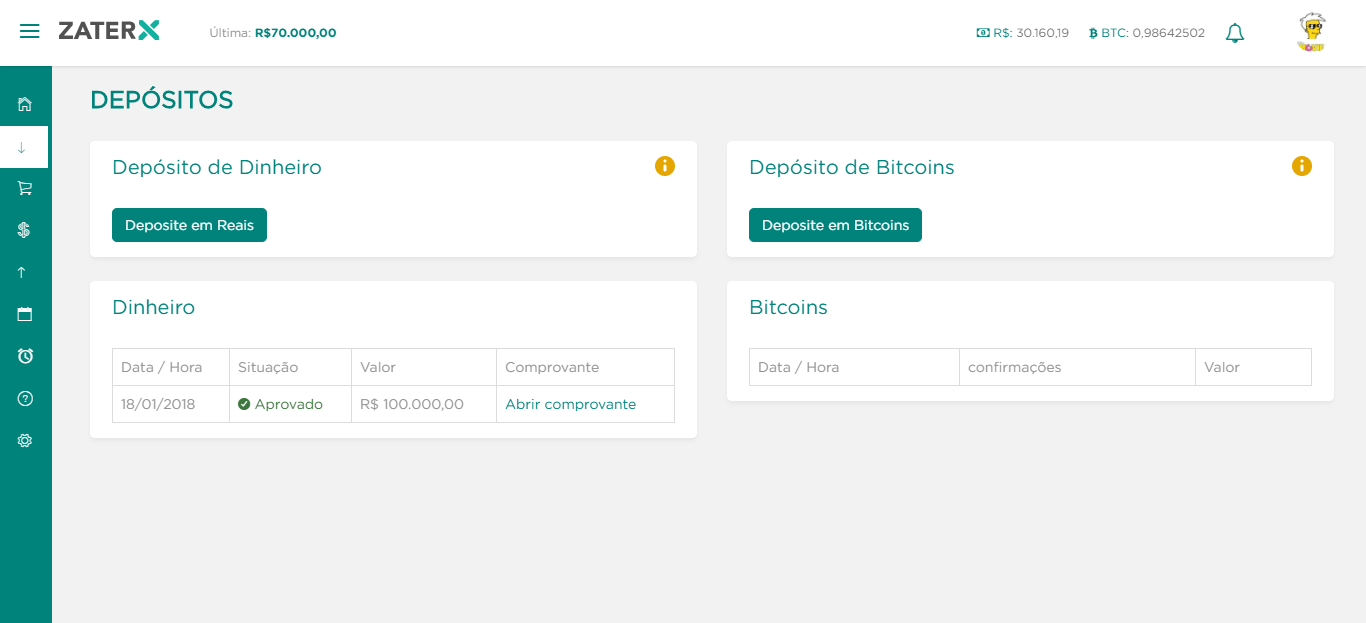 ZATERX Última: R$70.000,00 R$: 30.160,19 BTC: 0,98642502
DEPÓSITOS
Depósito de Dinheiro
Deposite em Reais
Depósito de Bitcoins
Deposite em Bitcoins
Dinheiro
Data / Hora Situação Valor Comprovante
18/01/2018 Aprovado R$ 100.000,00 Abrir comprovante
Bitcoins
Data / Hora confirmações Valor